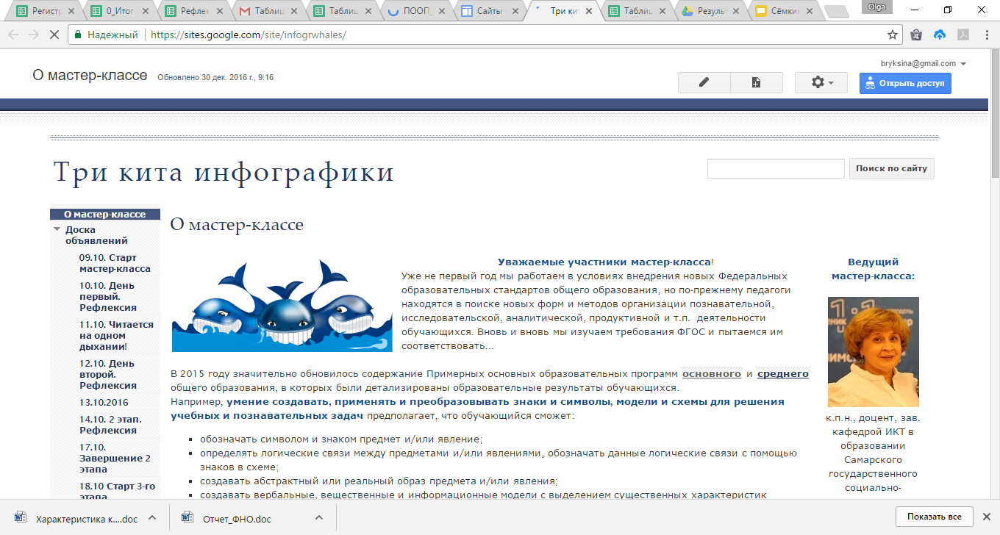 Регистр
0_Итог
Рефлек
Таблиц
Таблиц
ПООП_
Сайты
Три кит
Таблиц
Результ
Сёмкин
Olga
Надежный
https://sites.google.com/site/infogrwhales/
bryksina@gmail.com
О мастер-классе
Обновлено 30 дек. 2016 г., 9:16
Открыть доступ
Три кита инфографики
Поиск по сайту
О мастер-классе
Доска
объявлений
09.10. Старт
мастер-класса
10.10. День
первый.
Рефлексия
11.10. Читается
на одном
дыхании!
12.10. День
второй.
Рефлексия
13.10.2016
14.10. 2 этап.
Рефлексия
17.10.
Завершение 2
этапа
18.10 Старт 3-го
этапа
О мастер-классе
Уважаемые участники мастер-класса!
Уже не первый год мы работаем в условиях внедрения новых Федеральных
образовательных стандартов общего образования, но по-прежнему педагоги
находятся в поиске новых форм и методов организации познавательной,
исследовательской, аналитической, продуктивной и т.п. деятельности
обучающихся. Вновь и вновь мы изучаем требования ФГОС и пытаемся им
соответствовать...
В 2015 году значительно обновилось содержание Примерных основных образовательных программ основного и среднего
общего образования, в которых были детализированы образовательные результаты обучающихся.
Например, умение создавать, применять и преобразовывать знаки и символы, модели и схемы для решения
учебных и познавательных задач предполагает, что обучающийся сможет:
обозначать символом и знаком предмет и/или явление;
определять логические связи между предметами и/или явлениями, обозначать данные логические связи с помощью
знаков в схеме;
создавать абстрактный или реальный образ предмета и/или явления;
создавать вербальные, вещественные и информационные модели с выделением существенных характеристик
Ведущий
мастер-класса:
к.п.н., доцент, зав.
кафедрой ИКТ в
образовании
Самарского
государственного
социально-
Характеристика к....doc
Отчет_ФНО.doc
Показать все